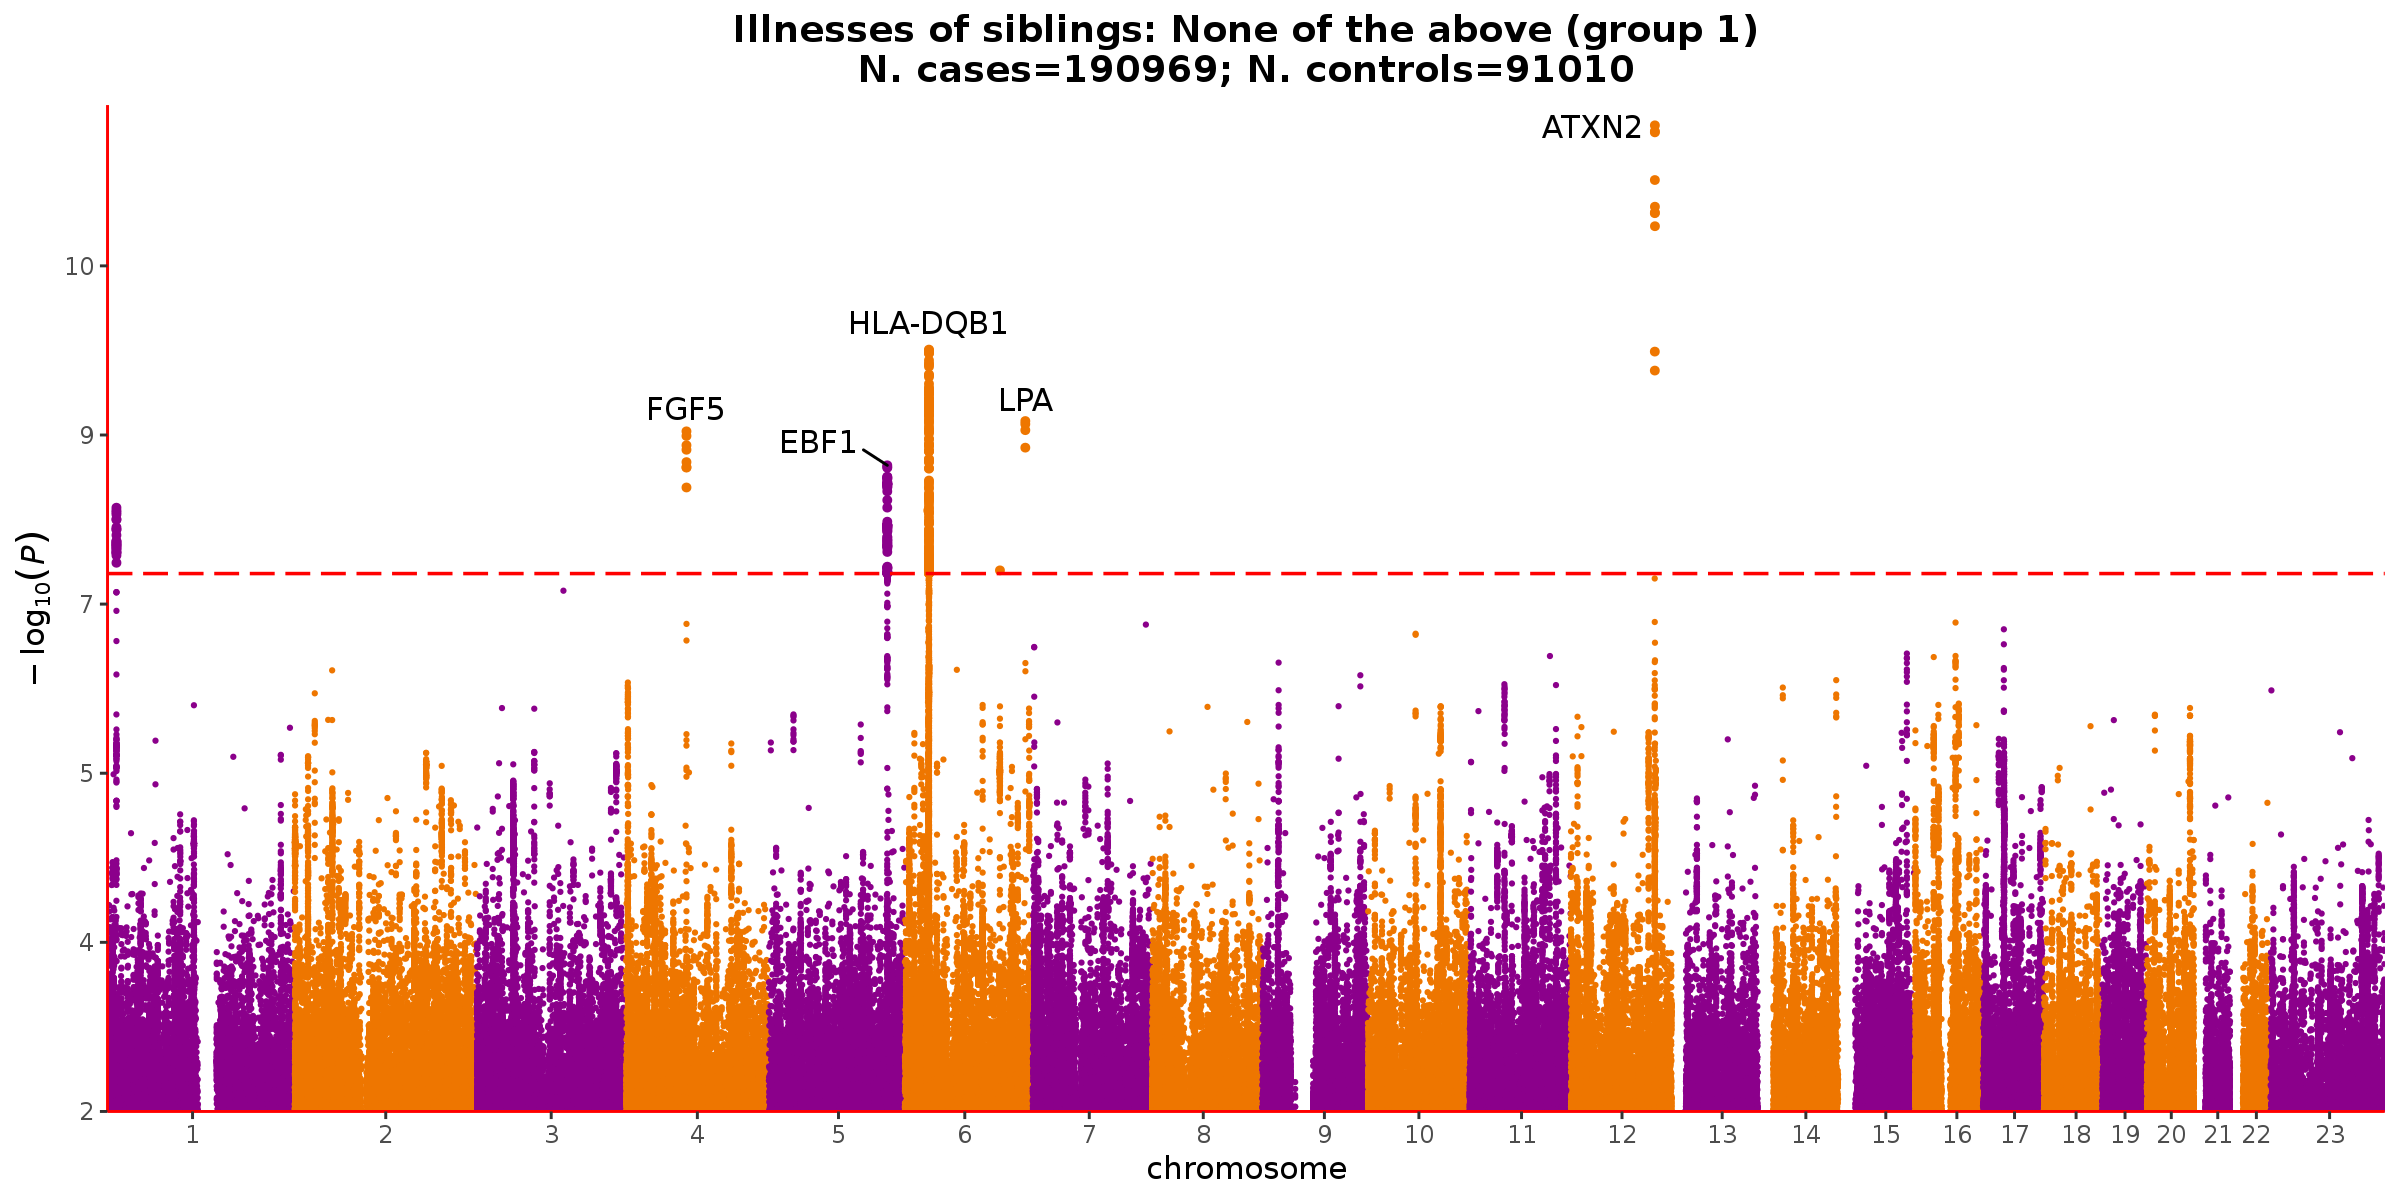 Illnesses of siblings: None of the above (group 1)
N. cases=190969; N. controls=91010
ATXN2
HLA-DQB1
LPA
FGF5
EBF1
10
9
7
5
4
2
−log10(P)
1 2 3 4 5 6 7 8 9 10 11 12 13 14 15 16 17 18 19 20 21 22 23
chromosome